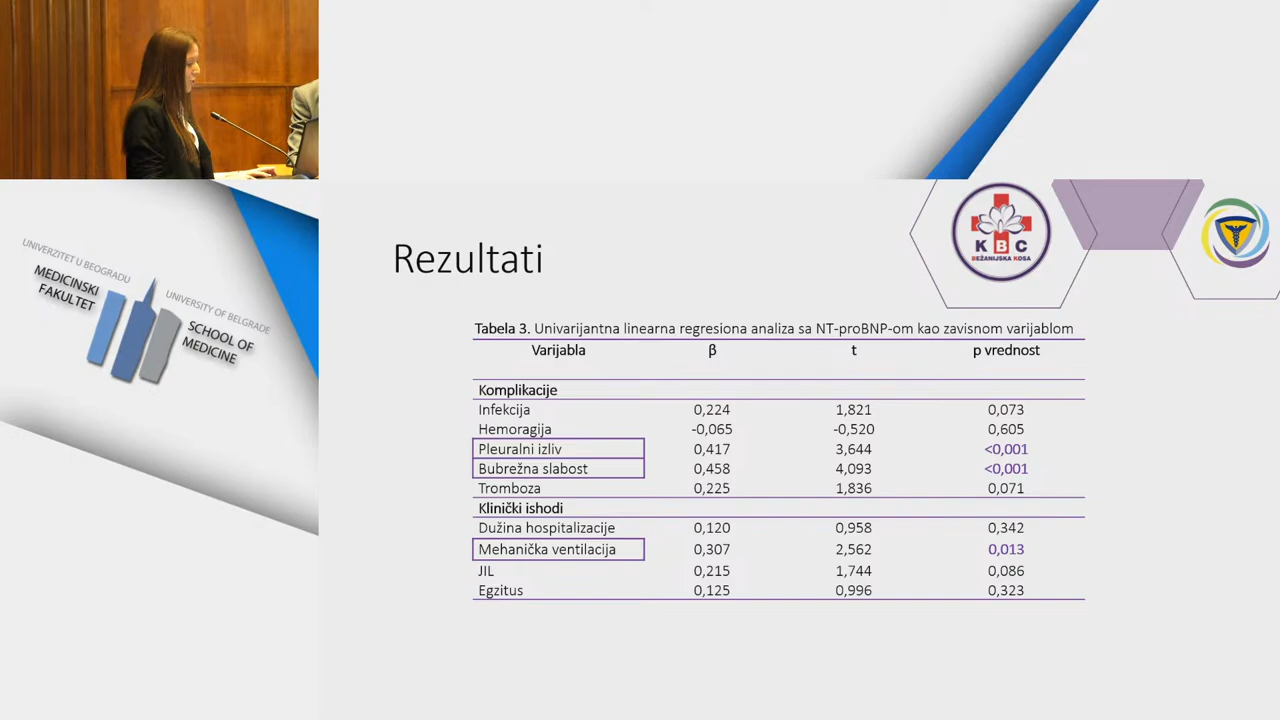 UNIVERZITET U BEOGRADU
MEDICINSKI
FAKULTET
UNIVERSITY OF BELGRADE
SCHOOL OF
MEDICINE
KBC
BEŽANIJSKA KOSA
Rezultati
Tabela 3. Univarijantna linearna regresiona analiza sa NT-proBNP-om kao zavisnom varijablom
Varijabla β t p vrednost
Komplikacije
Infekcija 0,224 1,821 0,073
Hemoragija -0,065 -0,520 0,605
Pleuralni izliv 0,417 3,644 <0,001
Bubrežna slabost 0,458 4,093 <0,001
Tromboza 0,225 1,836 0,071
Klinički ishodi
Dužina hospitalizacije 0,120 0,958 0,342
Mehanička ventilacija 0,307 2,562 0,013
JIL 0,215 1,744 0,086
Egzitus 0,125 0,996 0,323